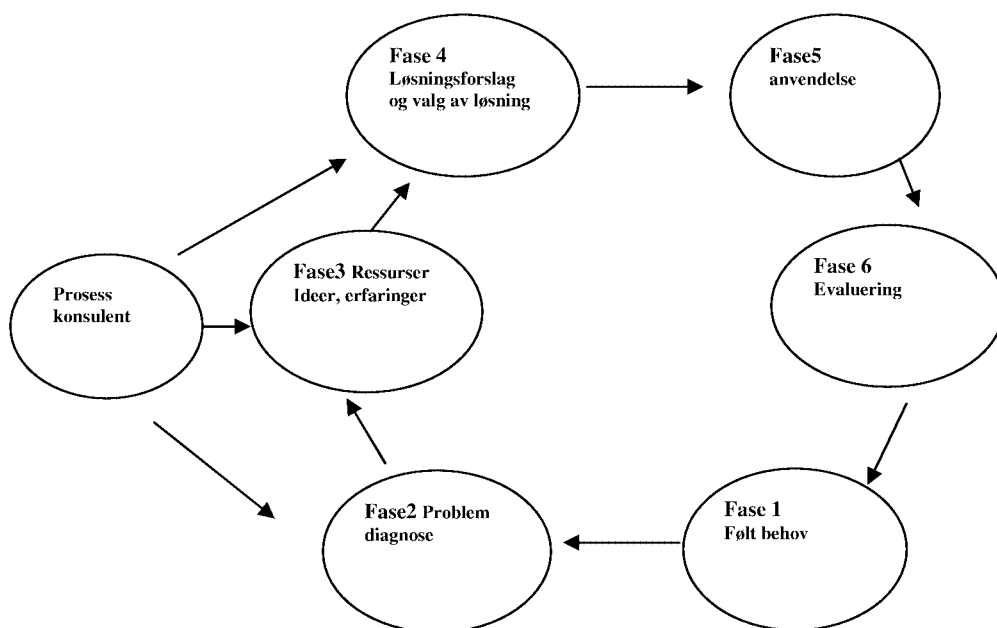 Fase 4
Løsningsforslag
og valg av løsning
Fase5
anvendelse
Fase3 Ressurser
Ideer, erfaringer
Fase 6
Evaluering
Prosess
konsulent
Fase2 Problem
diagnose
Fase 1
Følt behov